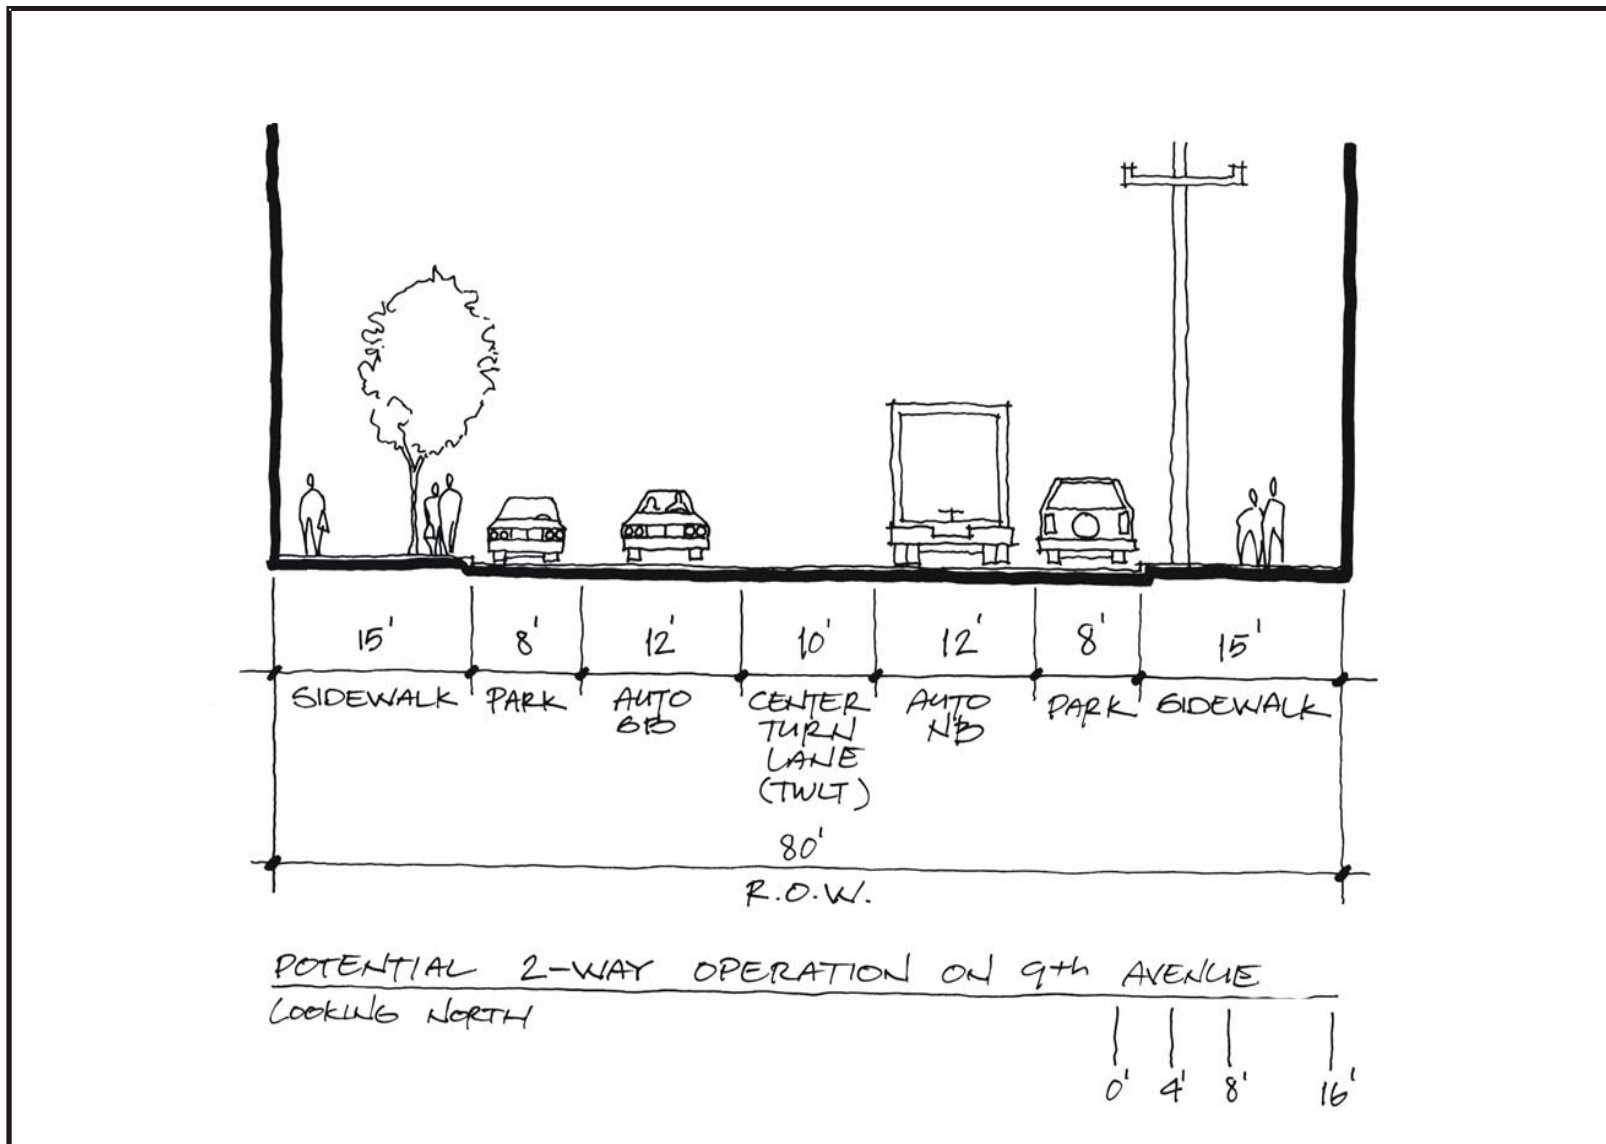 15' 8' 12' 10' 12' 8' 15'
SIDEWALK PARK AUTO SB CENTER TURN LANE (TWLT) AUTO NB PARK SIDEWALK
80'
R.O.W.
POTENTIAL 2-WAY OPERATION ON 9th AVENUE
LOOKING NORTH
0' 4' 8' 16'